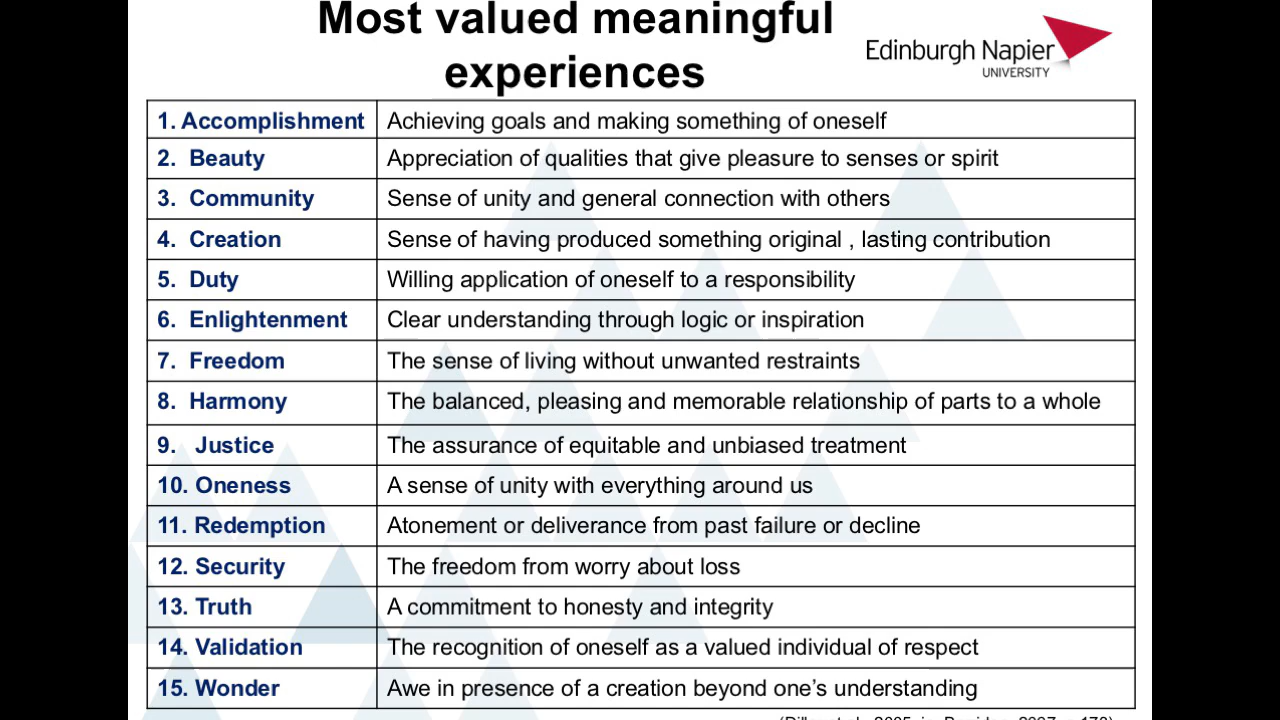 Most valued meaningful
experiences
Edinburgh Napier
UNIVERSITY
1. Accomplishment Achieving goals and making something of oneself
2. Beauty Appreciation of qualities that give pleasure to senses or spirit
3. Community Sense of unity and general connection with others
4. Creation Sense of having produced something original , lasting contribution
5. Duty Willing application of oneself to a responsibility
6. Enlightenment Clear understanding through logic or inspiration
7. Freedom The sense of living without unwanted restraints
8. Harmony The balanced, pleasing and memorable relationship of parts to a whole
9. Justice The assurance of equitable and unbiased treatment
10. Oneness A sense of unity with everything around us
11. Redemption Atonement or deliverance from past failure or decline
12. Security The freedom from worry about loss
13. Truth A commitment to honesty and integrity
14. Validation The recognition of oneself as a valued individual of respect
15. Wonder Awe in presence of a creation beyond one’s understanding